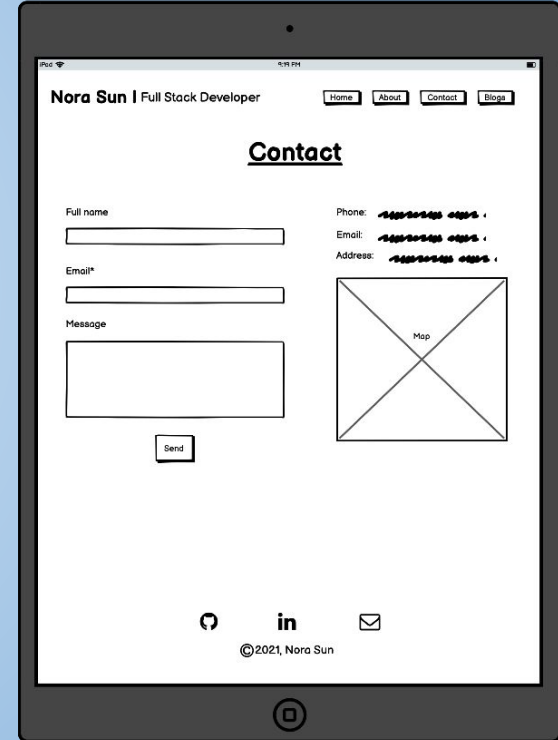 iPad 9:19 PM
Nora Sun | Full Stack Developer
Home About Contact Blogs
Contact
Full name
Email*
Message
Send
Phone:
Email:
Address:
Map
in
©2021, Nora Sun